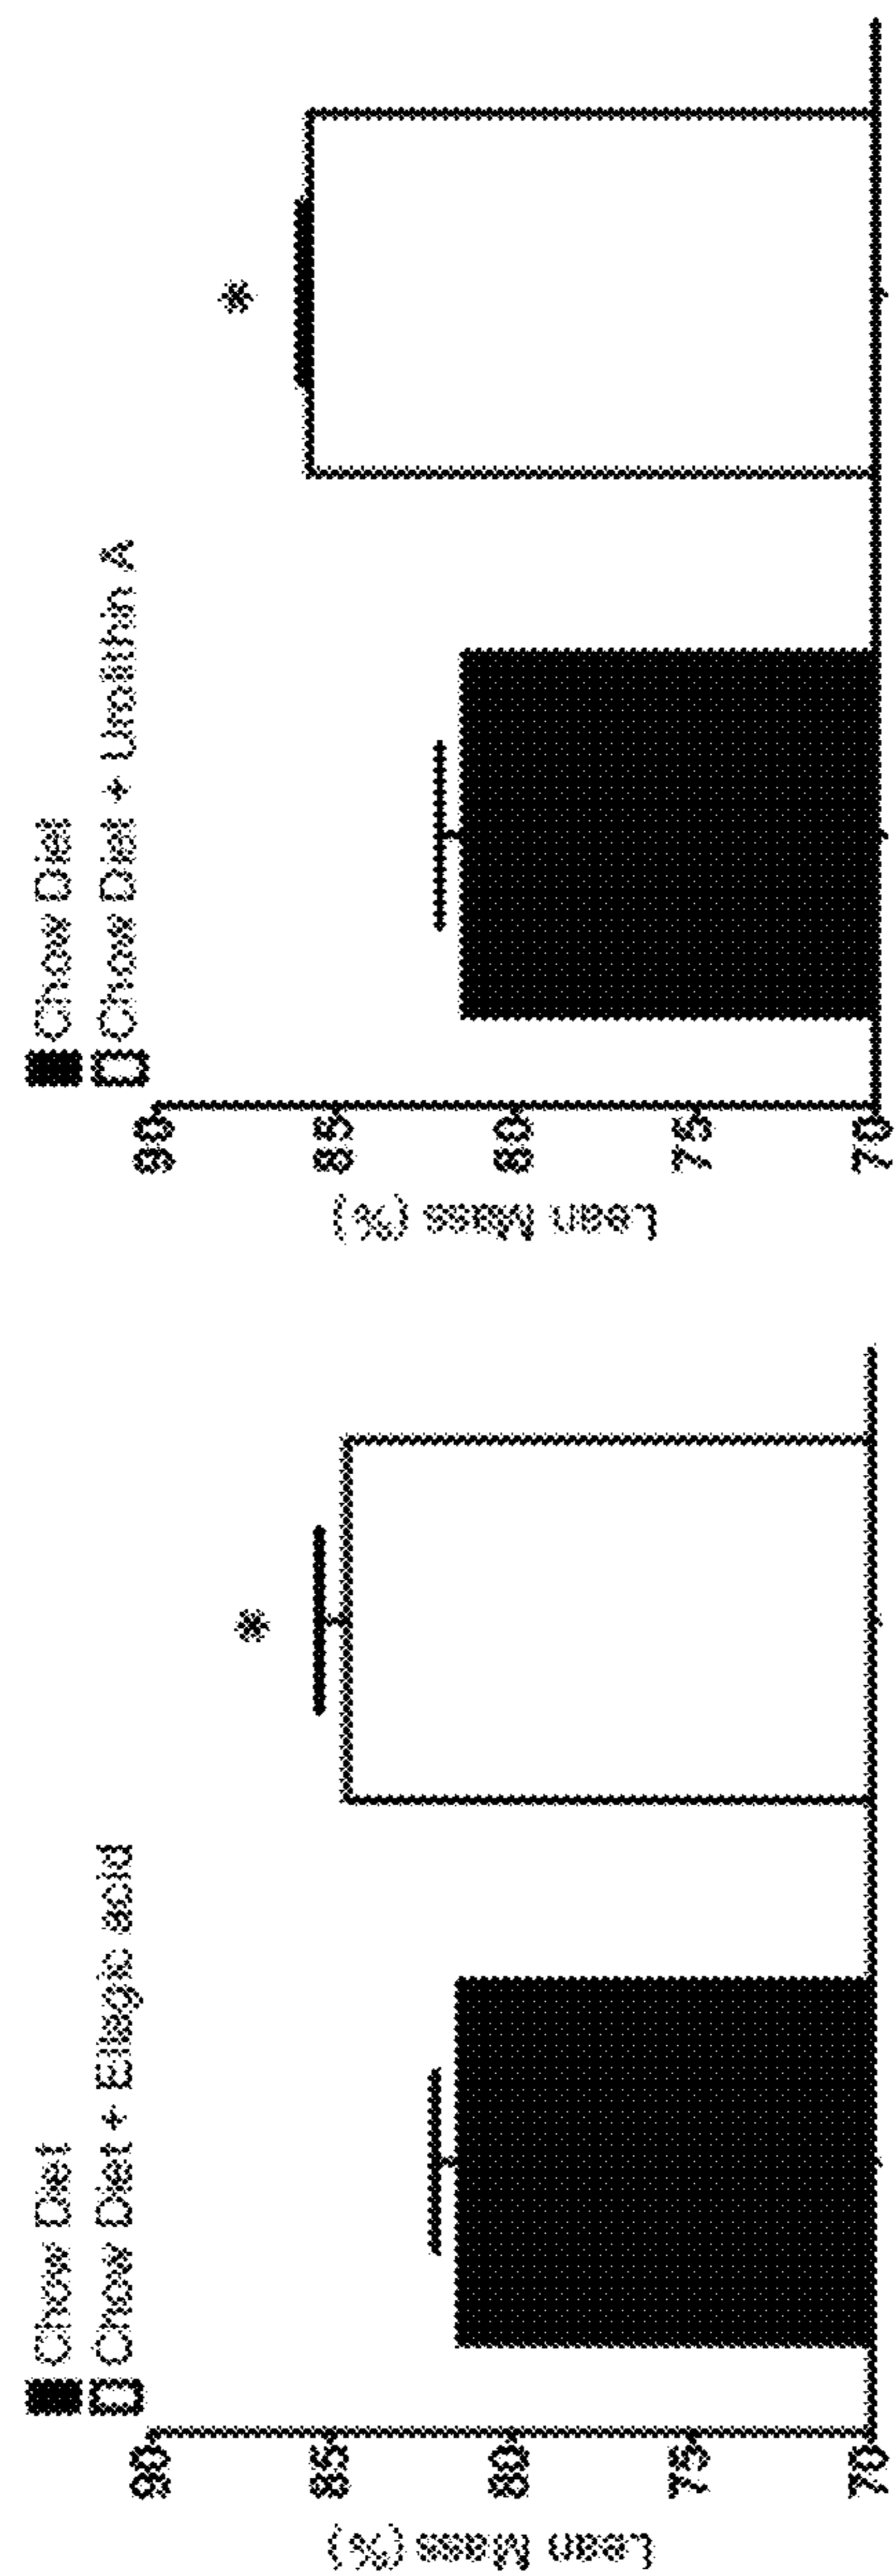 Chow Diet
Chow Diet + Ellagic acid
Lean Mass (%)
90
85
80
75
70
*
Chow Diet
Chow Diet + Urolithin A
Lean Mass (%)
90
85
80
75
70
*